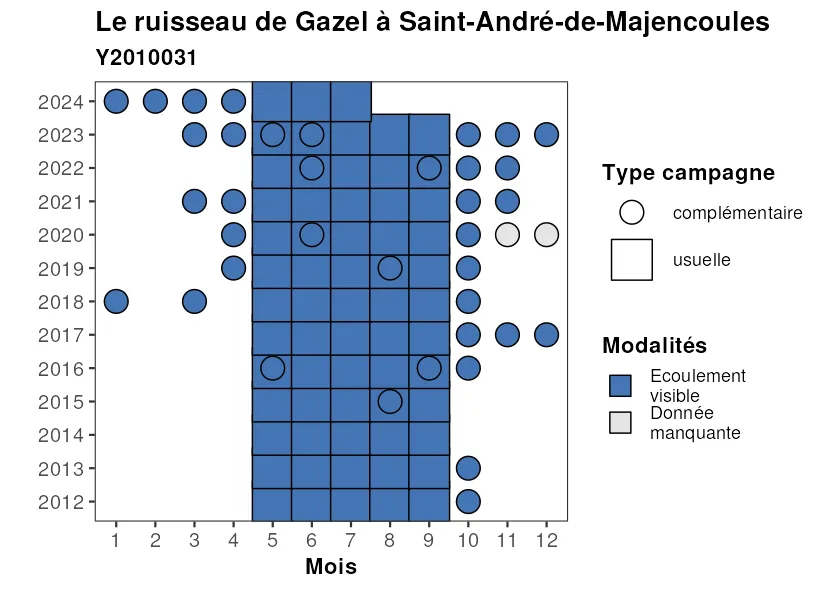 Le ruisseau de Gazel à Saint-André-de-Majencoules
Y2010031
2024
2023
2022
2021
2020
2019
2018
2017
2016
2015
2014
2013
2012
1 2 3 4 5 6 7 8 9 10 11 12
Mois
Type campagne
complémentaire
usuelle
Modalités
Ecoulement
visible
Donnée
manquante